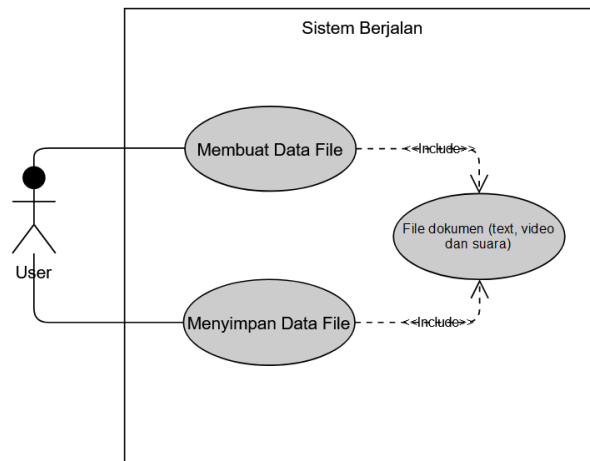 Sistem Berjalan
Membuat Data File
<<Include>>
File dokumen (text, video
dan suara)
User
Menyimpan Data File
<<Include>>